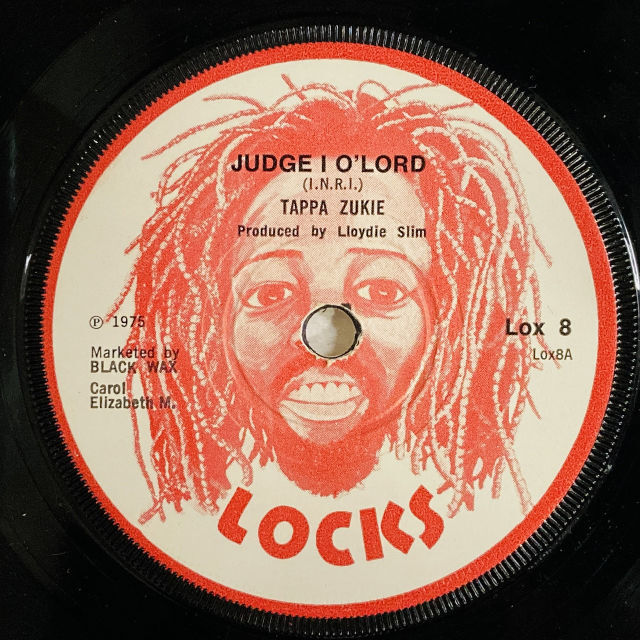 JUDGE I O'LORD
(I.N.R.I.)
TAPPA ZUKIE
Produced by Lloydie Slim
℗ 1975
Marketed by
BLACK WAX
Carol
Elizabeth M.
Lox 8
Lox8A
LOCKS